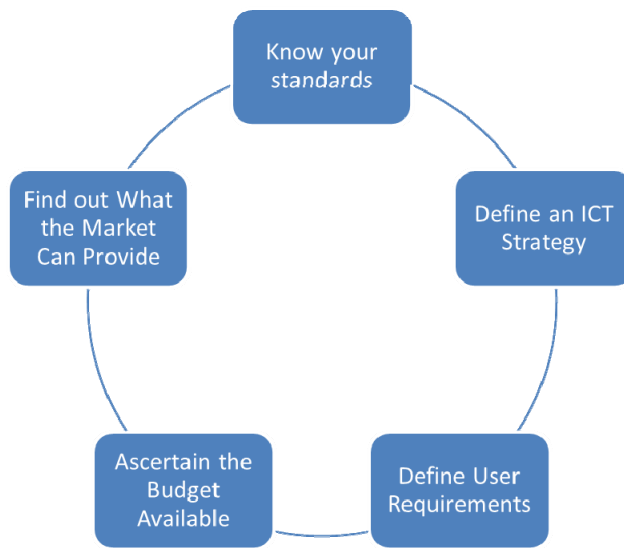 Know your
standards
Define an ICT
Strategy
Define User
Requirements
Ascertain the
Budget
Available
Find out What
the Market
Can Provide